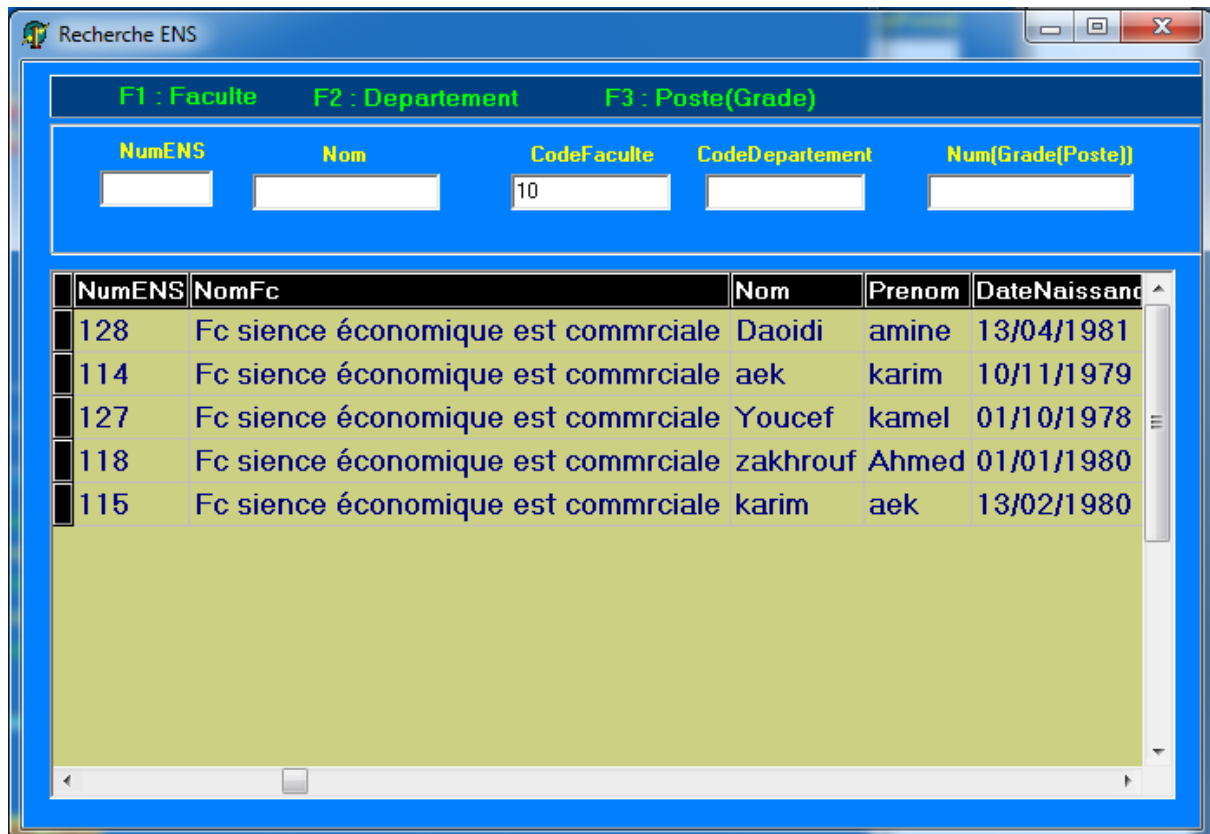 Recherche ENS
F1 : Faculte F2 : Departement F3 : Poste(Grade)
NumENS Nom CodeFaculte CodeDepartement Num(Grade(Poste))
10
NumENS NomFc Nom Prenom DateNaissanc
128 Fc sience économique est commrciale Daoidi amine 13/04/1981
114 Fc sience économique est commrciale aek karim 10/11/1979
127 Fc sience économique est commrciale Youcef kamel 01/10/1978
118 Fc sience économique est commrciale zakhrouf Ahmed 01/01/1980
115 Fc sience économique est commrciale karim aek 13/02/1980